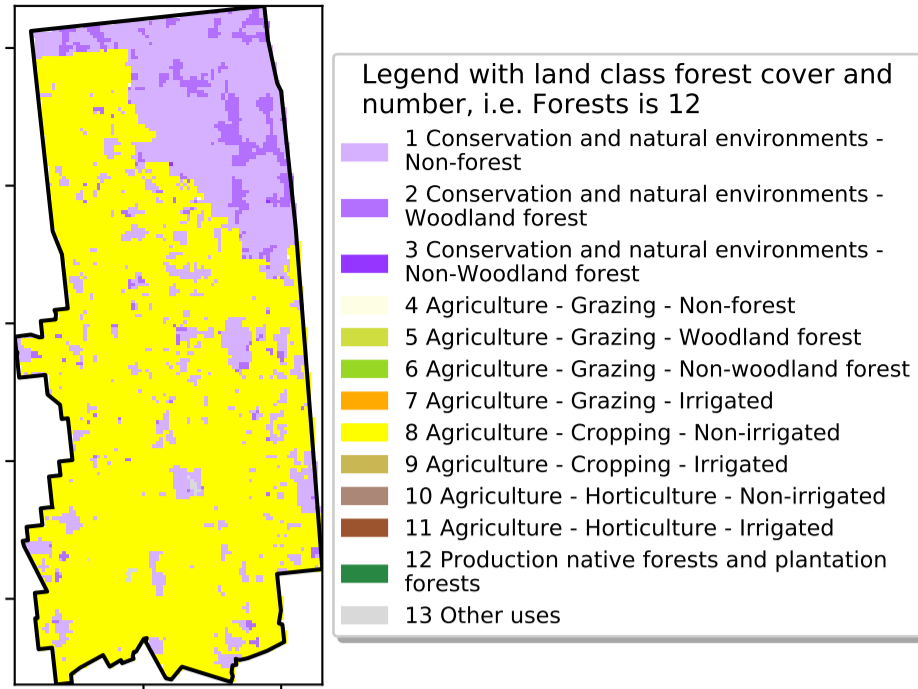 Legend with land class forest cover and
number, i.e. Forests is 12
1 Conservation and natural environments -
Non-forest
2 Conservation and natural environments -
Woodland forest
3 Conservation and natural environments -
Non-Woodland forest
4 Agriculture - Grazing - Non-forest
5 Agriculture - Grazing - Woodland forest
6 Agriculture - Grazing - Non-woodland forest
7 Agriculture - Grazing - Irrigated
8 Agriculture - Cropping - Non-irrigated
9 Agriculture - Cropping - Irrigated
10 Agriculture - Horticulture - Non-irrigated
11 Agriculture - Horticulture - Irrigated
12 Production native forests and plantation
forests
13 Other uses